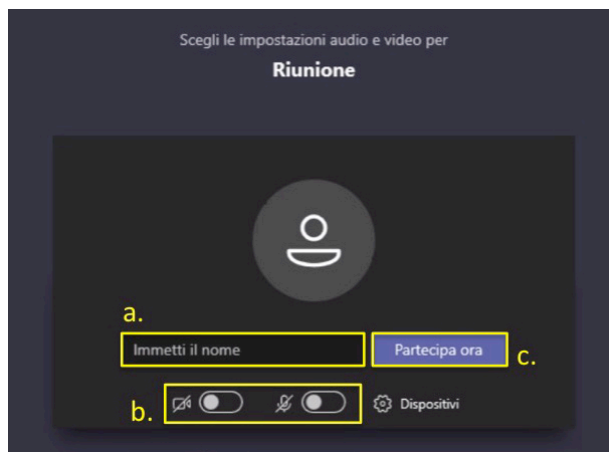 Scegli le impostazioni audio e video per
Riunione
a.
Immetti il nome
Partecipa ora
c.
b.
Dispositivi